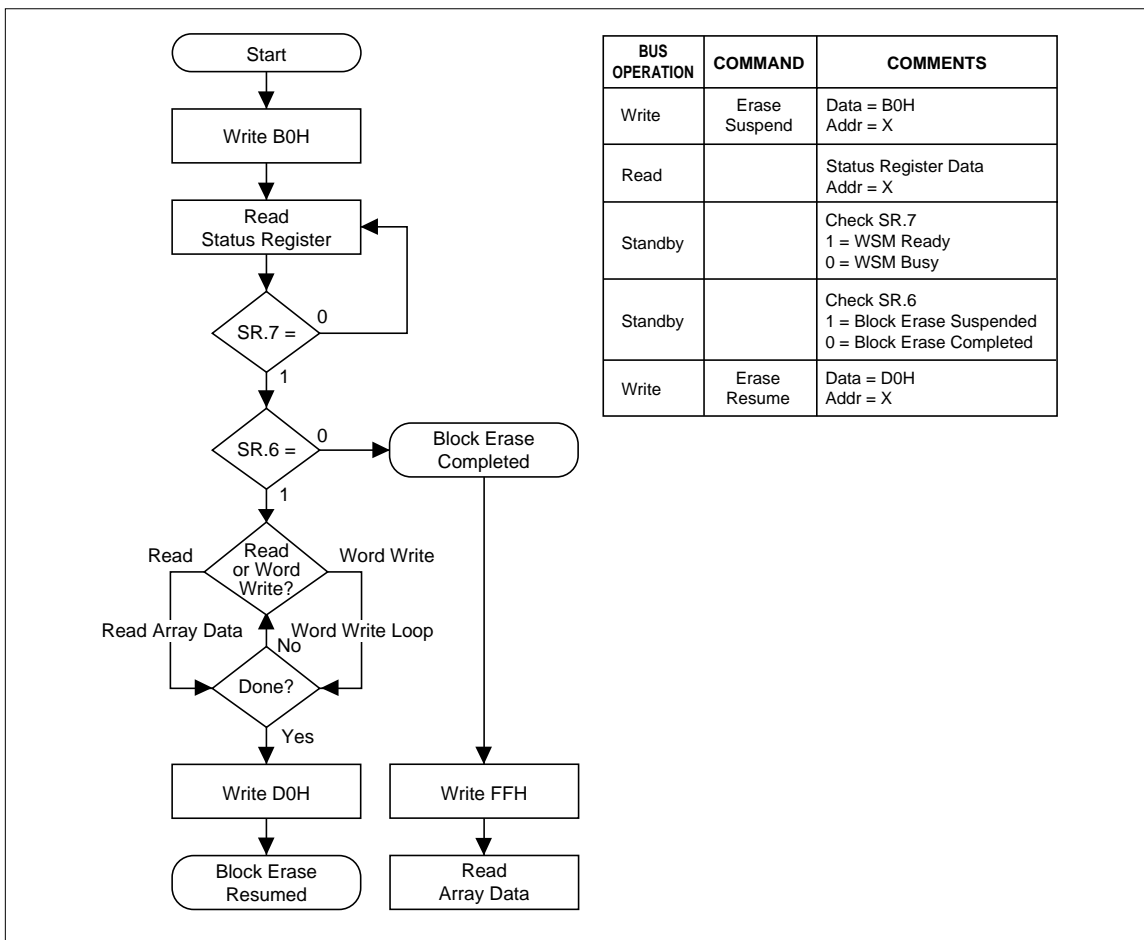 Start
Write B0H
Read
Status Register
SR.7 =
0
1
SR.6 =
0
1
Block Erase
Completed
Read
or Word
Write?
Read
Word Write
Read Array Data
Word Write Loop
No
Done?
Yes
Write D0H
Write FFH
Block Erase
Resumed
Read
Array Data
BUS
OPERATION
COMMAND
COMMENTS
Write
Erase
Suspend
Data = B0H
Addr = X
Read
Status Register Data
Addr = X
Standby
Check SR.7
1 = WSM Ready
0 = WSM Busy
Standby
Check SR.6
1 = Block Erase Suspended
0 = Block Erase Completed
Write
Erase
Resume
Data = D0H
Addr = X